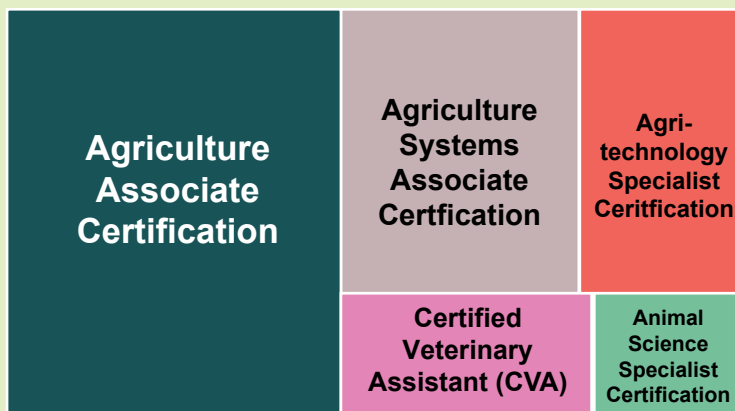 Agriculture
Associate
Certification
Agriculture
Systems
Associate
Certfication
Agri-
technology
Specialist
Ceritfication
Certified
Veterinary
Assistant (CVA)
Animal
Science
Specialist
Certification